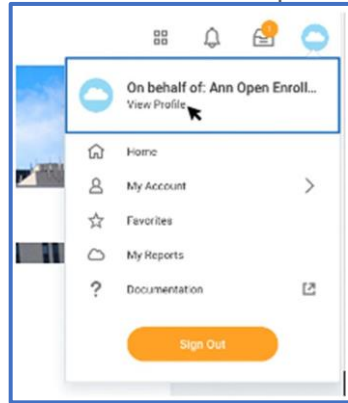 On behalf of: Ann Open Enroll...
View Profile
Home
My Account
Favorites
My Reports
Documentation
Sign Out